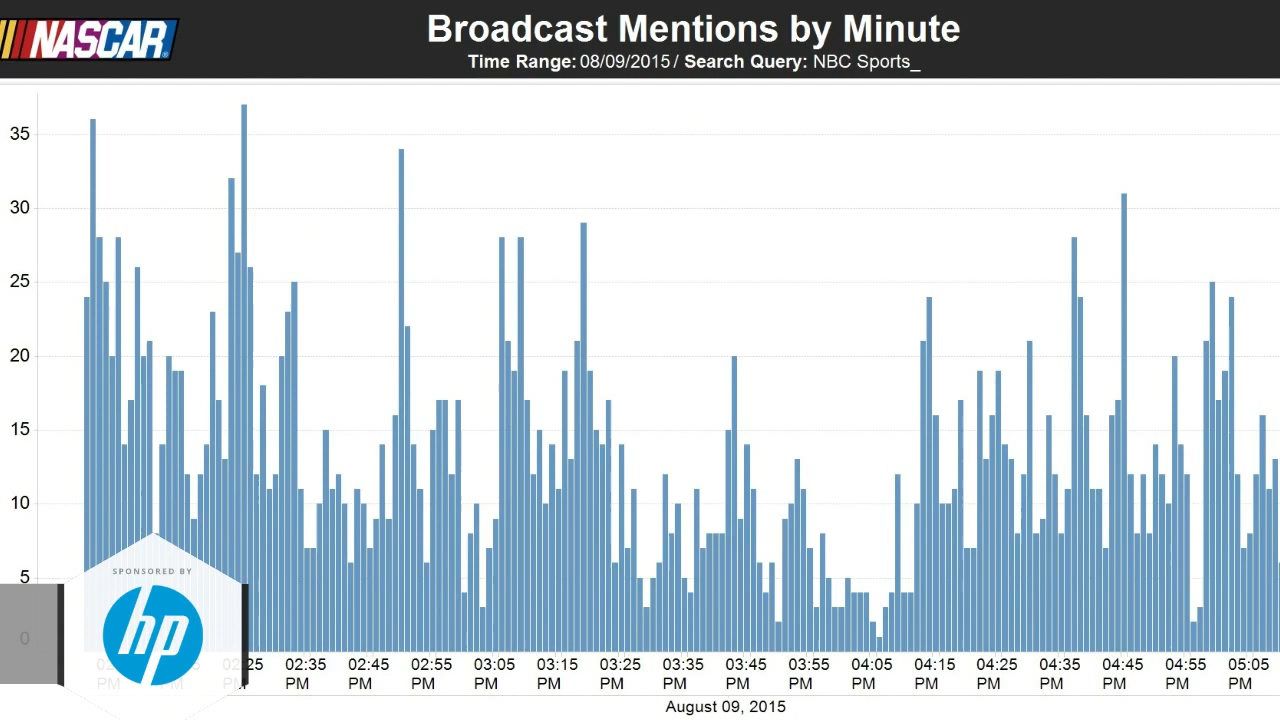 NASCAR
Broadcast Mentions by Minute
Time Range: 08/09/2015 / Search Query: NBC Sports_
35
30
25
20
15
10
5
0
SPONSORED BY
hp
02:25 02:35 02:45 02:55 03:05 03:15 03:25 03:35 03:45 03:55 04:05 04:15 04:25 04:35 04:45 04:55 05:05
PM PM PM PM PM PM PM PM PM PM PM PM PM PM PM PM PM PM PM
August 09, 2015